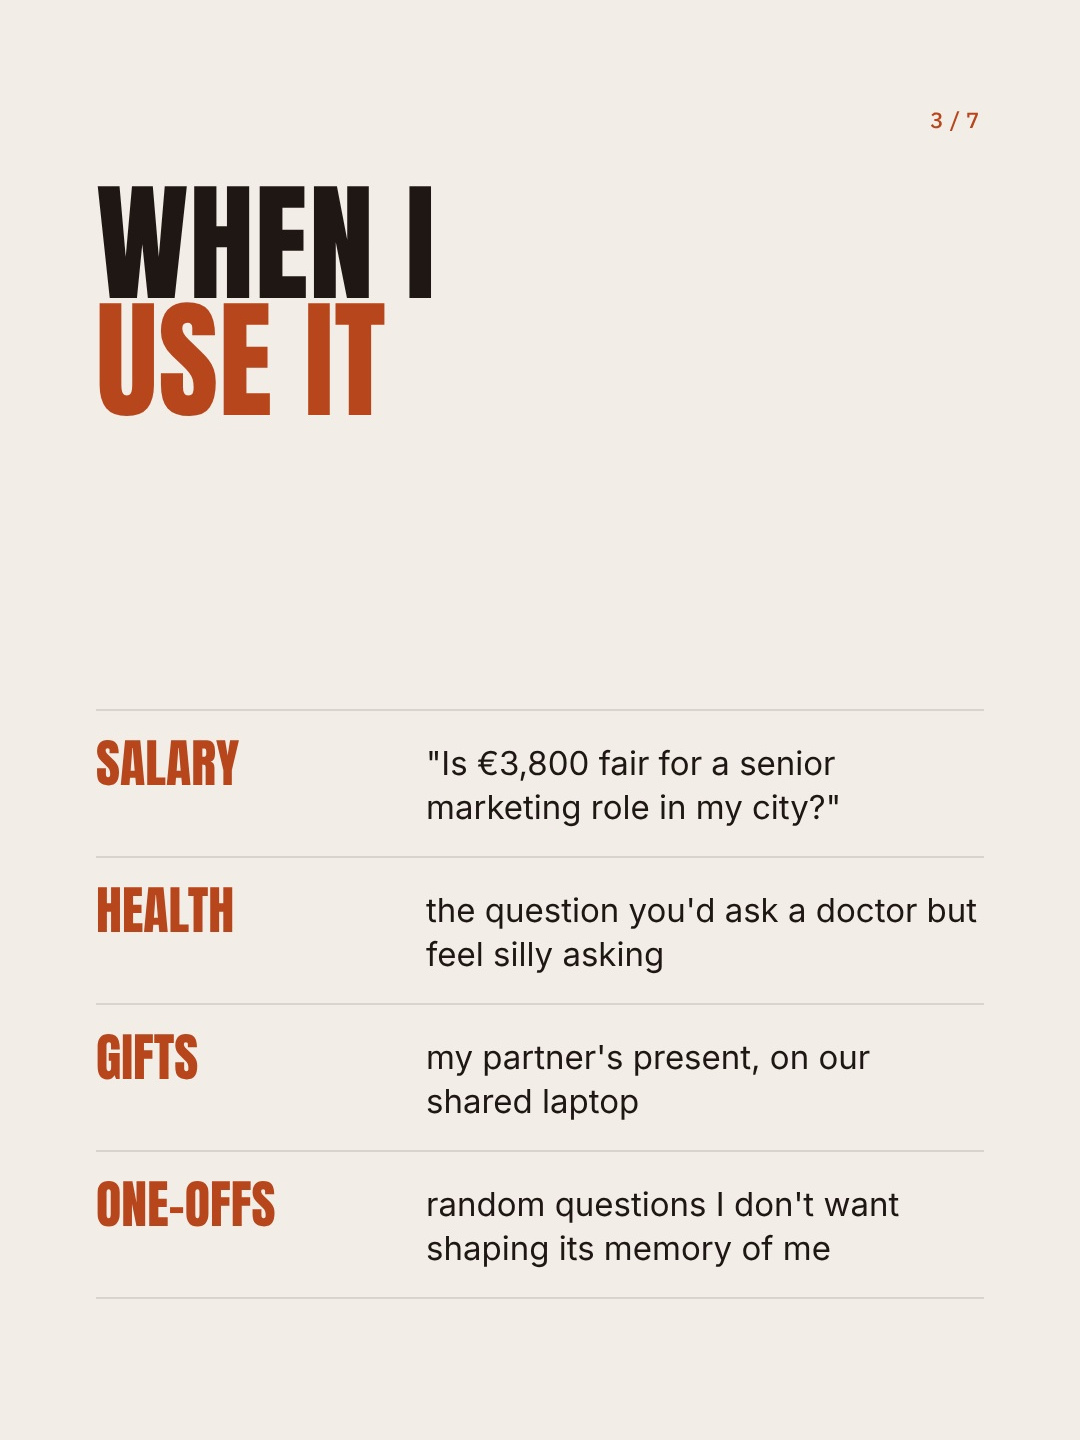 3 / 7
WHEN I
USE IT
SALARY
"Is €3,800 fair for a senior
marketing role in my city?"
HEALTH
the question you'd ask a doctor but
feel silly asking
GIFTS
my partner's present, on our
shared laptop
ONE-OFFS
random questions I don't want
shaping its memory of me